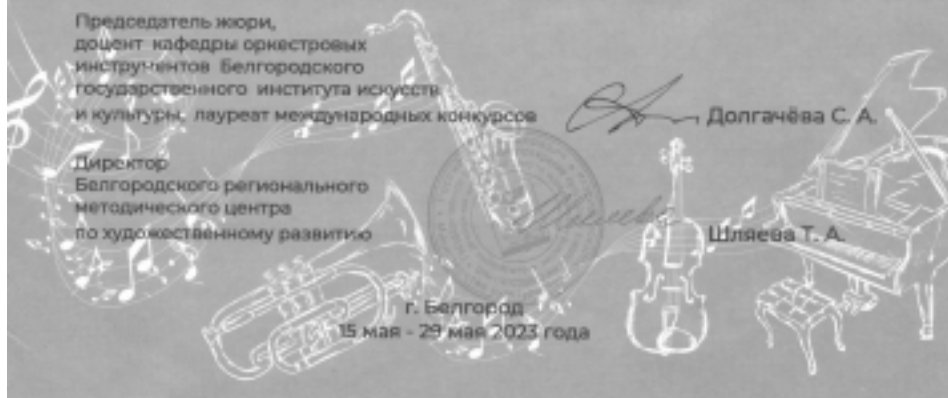 Председатель жюри,
доцент кафедры оркестровых
инструментов Белгородского
государственного института искусств
и культуры, лауреат международных конкурсов
Долгачёва С. А.
Директор
Белгородского регионального
методического центра
по художественному развитию
Шляева Т. А.
г. Белгород
15 мая - 29 мая 2023 года